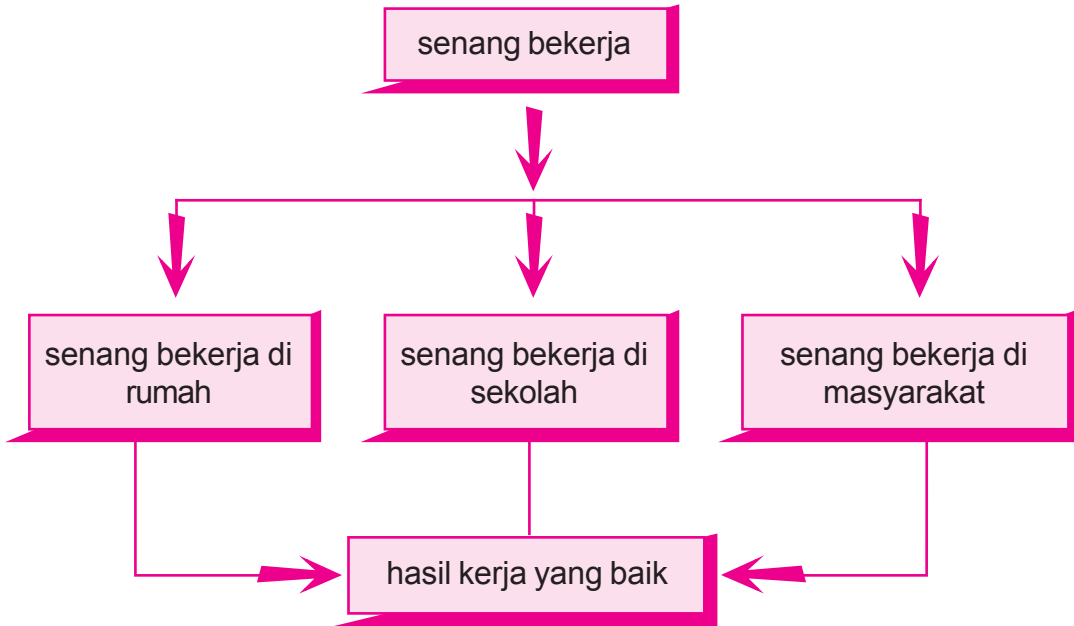 senang bekerja
senang bekerja di
rumah
senang bekerja di
sekolah
senang bekerja di
masyarakat
hasil kerja yang baik